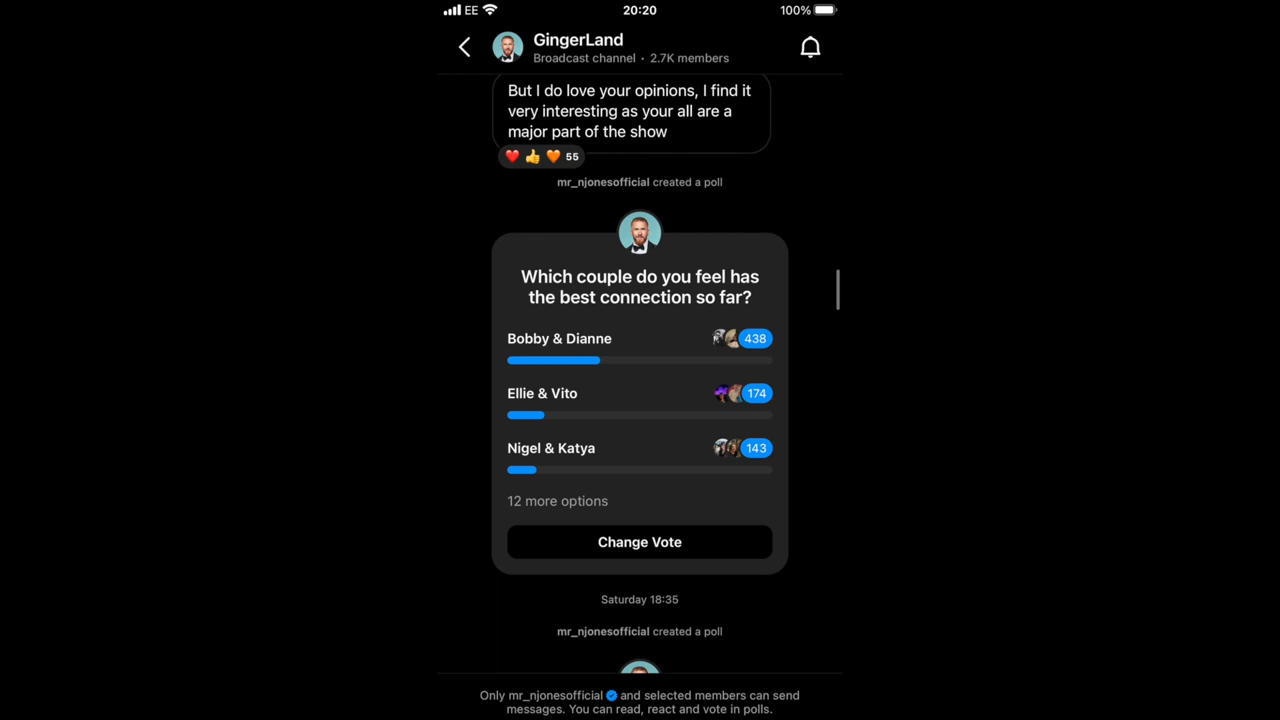 EE 20:20 100%
GingerLand
Broadcast channel • 2.7K members
But I do love your opinions, I find it
very interesting as your all are a
major part of the show
55
mr_njonesofficial created a poll
Which couple do you feel has
the best connection so far?
Bobby & Dianne 438
Ellie & Vito 174
Nigel & Katya 143
12 more options
Change Vote
Saturday 18:35
mr_njonesofficial created a poll
Only mr_njonesofficial and selected members can send
messages. You can read, react and vote in polls.